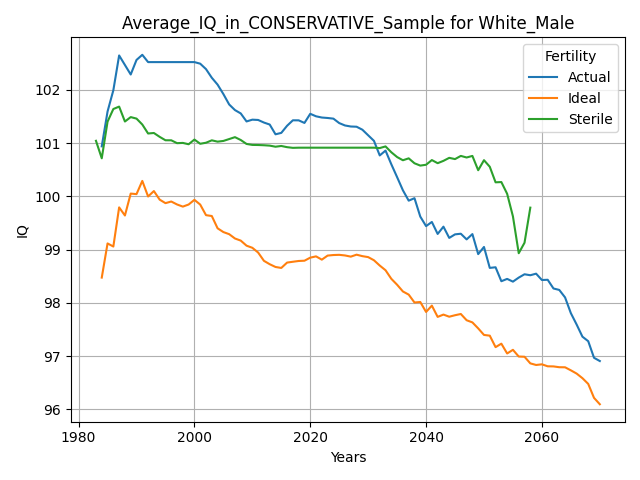 Average_IQ_in_CONSERVATIVE_Sample for White_Male
Fertility
Actual
Ideal
Sterile
IQ
102
101
100
99
98
97
96
1980
2000
2020
2040
2060
Years